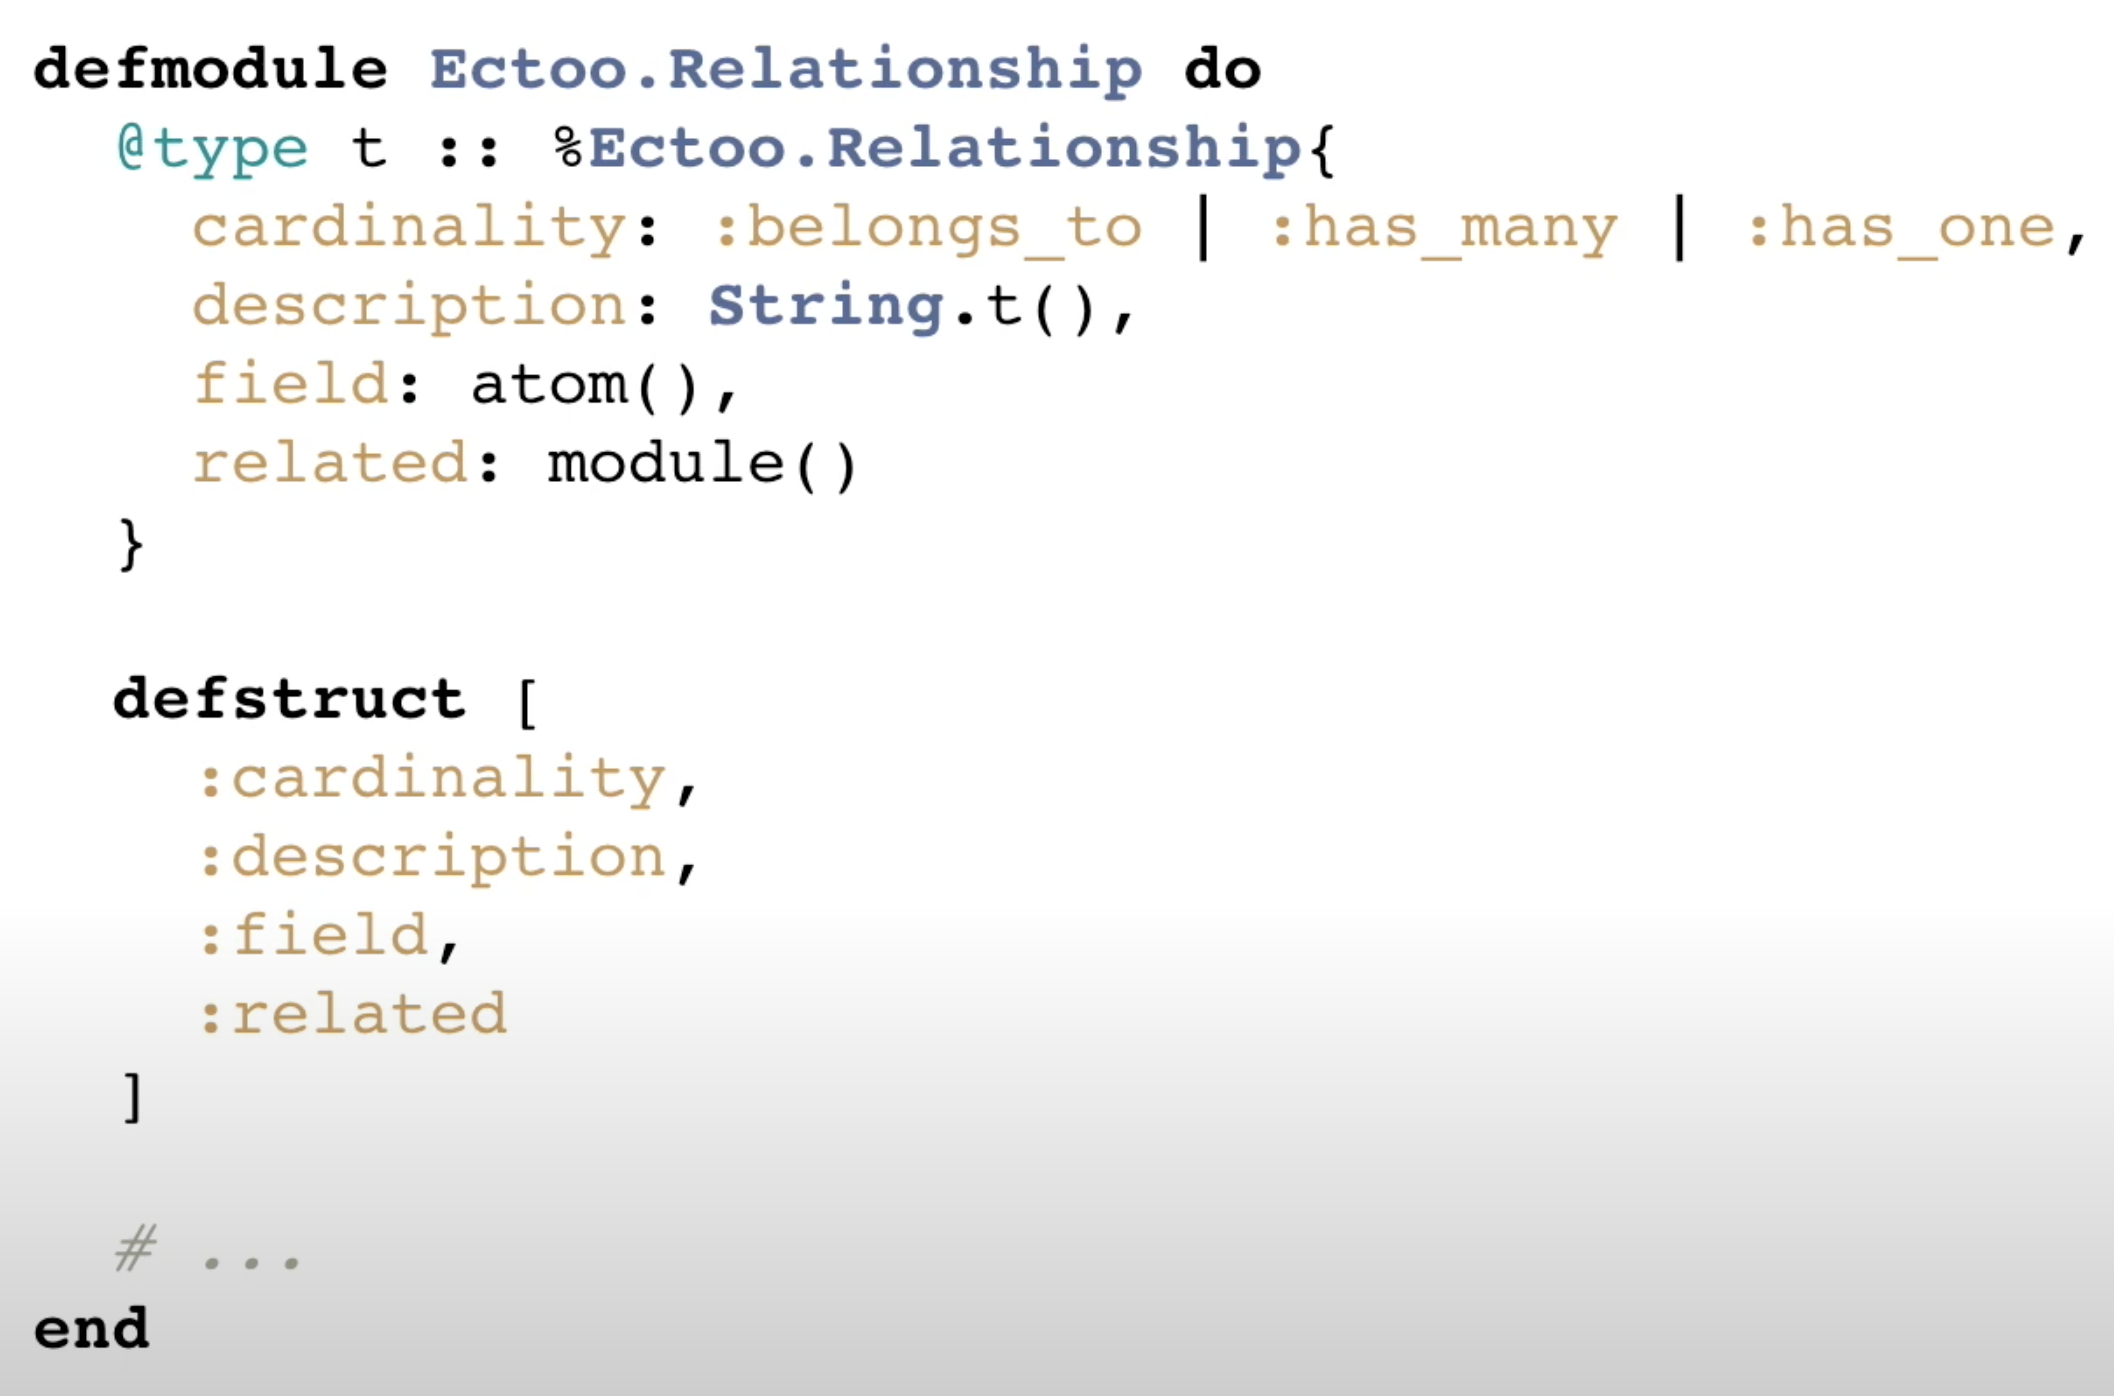 defmodule Ectoo.Relationship do
  @type t :: %Ectoo.Relationship{
    cardinality: :belongs_to | :has_many | :has_one,
    description: String.t(),
    field: atom(),
    related: module()
  }

  defstruct [
    :cardinality,
    :description,
    :field,
    :related
  ]

  # ...
end